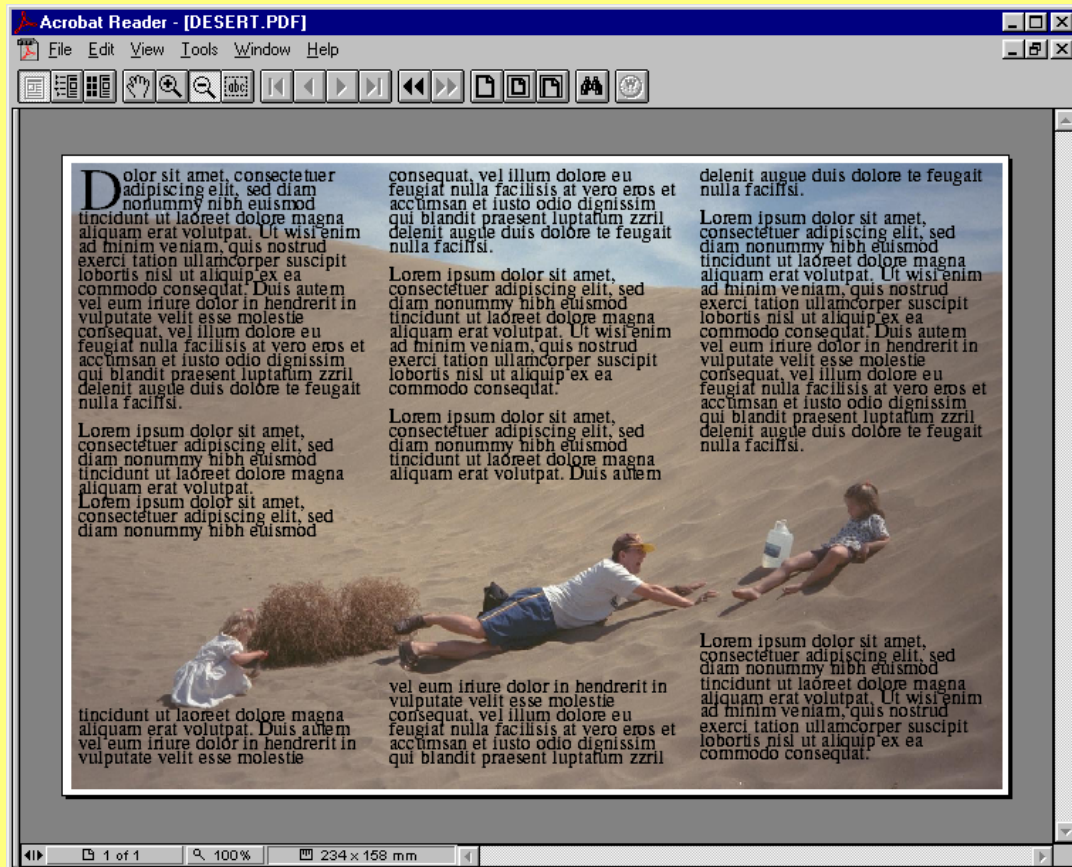 Acrobat Reader - [DESERT.PDF]
File Edit View Tools Window Help
abc
Dolor sit amet, consectetuer
adipiscing elit, sed diam
nonummy nibh euismod
tincidunt ut laoreet dolore magna
aliquam erat volutpat. Ut wisi enim
ad minim veniam, quis nostrud
exerci tation ullamcorper suscipit
lobortis nisl ut aliquip ex ea
commodo consequat. Duis autem
vel eum iriure dolor in hendrerit in
vulputate velit esse molestie
consequat, vel illum dolore eu
feugiat nulla facilisis at vero eros et
accumsan et iusto odio dignissim
qui blandit praesent luptatum zzril
delenit augue duis dolore te feugait
nulla facilisi.
Lorem ipsum dolor sit amet,
consectetuer adipiscing elit, sed
diam nonummy nibh euismod
tincidunt ut laoreet dolore magna
aliquam erat volutpat.
Lorem ipsum dolor sit amet,
consectetuer adipiscing elit, sed
diam nonummy nibh euismod
tincidunt ut laoreet dolore magna
aliquam erat volutpat. Duis autem
vel eum iriure dolor in hendrerit in
vulputate velit esse molestie
consequat, vel illum dolore eu
feugiat nulla facilisis at vero eros et
accumsan et iusto odio dignissim
qui blandit praesent luptatum zzril
delenit augue duis dolore te feugait
nulla facilisi.
Lorem ipsum dolor sit amet,
consectetuer adipiscing elit, sed
diam nonummy nibh euismod
tincidunt ut laoreet dolore magna
aliquam erat volutpat. Ut wisi enim
ad minim veniam, quis nostrud
exerci tation ullamcorper suscipit
lobortis nisl ut aliquip ex ea
commodo consequat.
Lorem ipsum dolor sit amet,
consectetuer adipiscing elit, sed
diam nonummy nibh euismod
tincidunt ut laoreet dolore magna
aliquam erat volutpat. Duis autem
vel eum iriure dolor in hendrerit in
vulputate velit esse molestie
consequat, vel illum dolore eu
feugiat nulla facilisis at vero eros et
accumsan et iusto odio dignissim
qui blandit praesent luptatum zzril
delenit augue duis dolore te feugait
nulla facilisi.
Lorem ipsum dolor sit amet,
consectetuer adipiscing elit, sed
diam nonummy nibh euismod
tincidunt ut laoreet dolore magna
aliquam erat volutpat. Ut wisi enim
ad minim veniam, quis nostrud
exerci tation ullamcorper suscipit
lobortis nisl ut aliquip ex ea
commodo consequat. Duis autem
vel eum iriure dolor in hendrerit in
vulputate velit esse molestie
consequat, vel illum dolore eu
feugiat nulla facilisis at vero eros et
accumsan et iusto odio dignissim
qui blandit praesent luptatum zzril
delenit augue duis dolore te feugait
nulla facilisi.
Lorem ipsum dolor sit amet,
consectetuer adipiscing elit, sed
diam nonummy nibh euismod
tincidunt ut laoreet dolore magna
aliquam erat volutpat. Ut wisi enim
ad minim veniam, quis nostrud
exerci tation ullamcorper suscipit
lobortis nisl ut aliquip ex ea
commodo consequat.
1 of 1 100% 234 x 158 mm